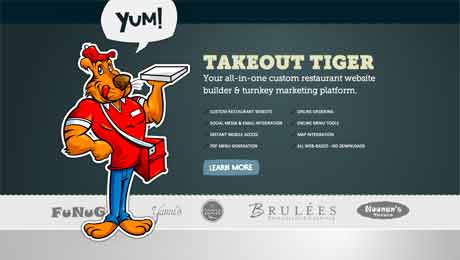 YUM!
TAKEOUT TIGER
Your all-in-one custom restaurant website
builder & turnkey marketing platform.
CUSTOM RESTAURANT WEBSITE
ONLINE ORDERING
SOCIAL MEDIA & EMAIL INTEGRATION
ONLINE MENU TOOLS
INSTANT MOBILE ACCESS
MAP INTEGRATION
PDF MENU GENERATION
ALL WEB-BASED - NO DOWNLOADS
LEARN MORE
FuNuG
Yanni's
BRULÉES
Noonen's